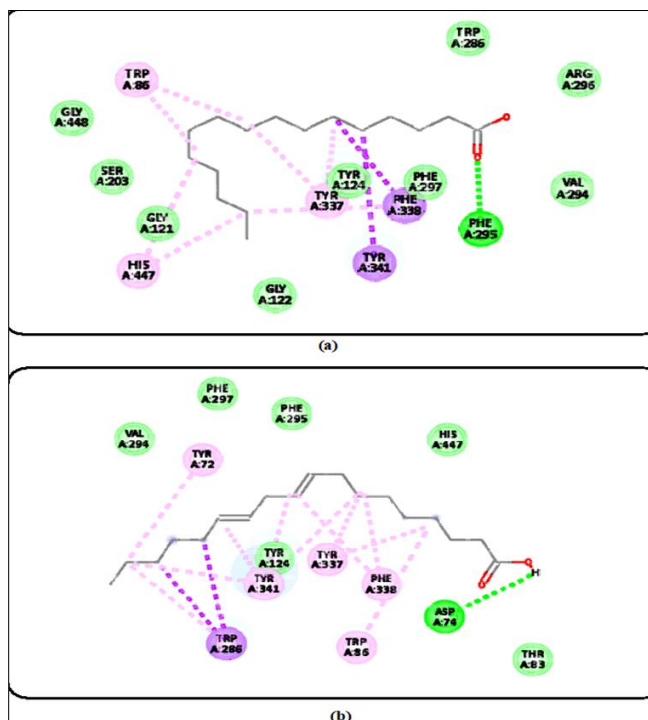 TRP
A:286
TRP
A:86
ARG
A:296
GLY
A:448
SER
A:203
TYR
A:124
PHE
A:297
VAL
A:294
TYR
A:337
PHE
A:338
GLY
A:121
PHE
A:295
HIS
A:447
TYR
A:341
GLY
A:122
(a)
PHE
A:297
PHE
A:295
VAL
A:294
TYR
A:72
HIS
A:447
TYR
A:124
TYR
A:337
TYR
A:341
PHE
A:338
H
ASP
A:74
TRP
A:286
TRP
A:86
THR
A:83
(b)